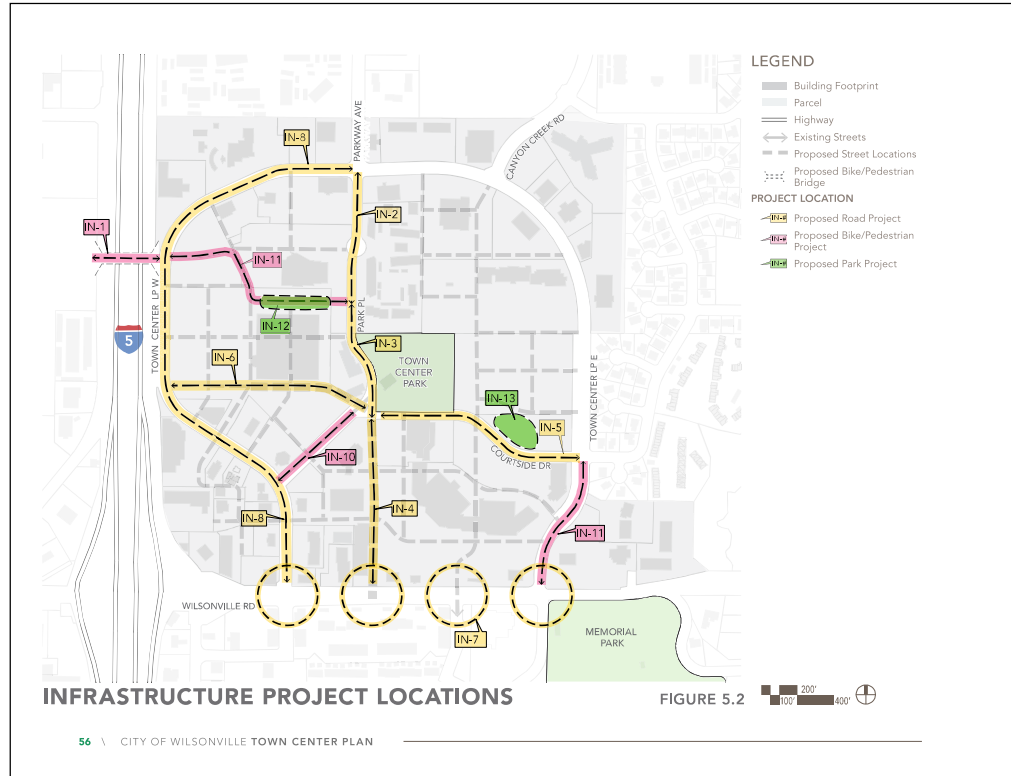 LEGEND
Building Footprint
Parcel
Highway
Existing Streets
Proposed Street Locations
Proposed Bike/Pedestrian
Bridge
PROJECT LOCATION
IN-# Proposed Road Project
IN-# Proposed Bike/Pedestrian
Project
IN-# Proposed Park Project
PARKWAY AVE
CANYON CREEK RD
IN-8
IN-2
IN-1
IN-11
TOWN CENTER LP W
IN-12
PARK PL
5
IN-3
TOWN
CENTER
PARK
IN-6
TOWN CENTER LP E
IN-13
IN-5
COURTSIDE DR
IN-10
IN-8
IN-4
IN-11
WILSONVILLE RD
IN-7
MEMORIAL
PARK
INFRASTRUCTURE PROJECT LOCATIONS
FIGURE 5.2
200'
100' 400'
56 \ CITY OF WILSONVILLE TOWN CENTER PLAN